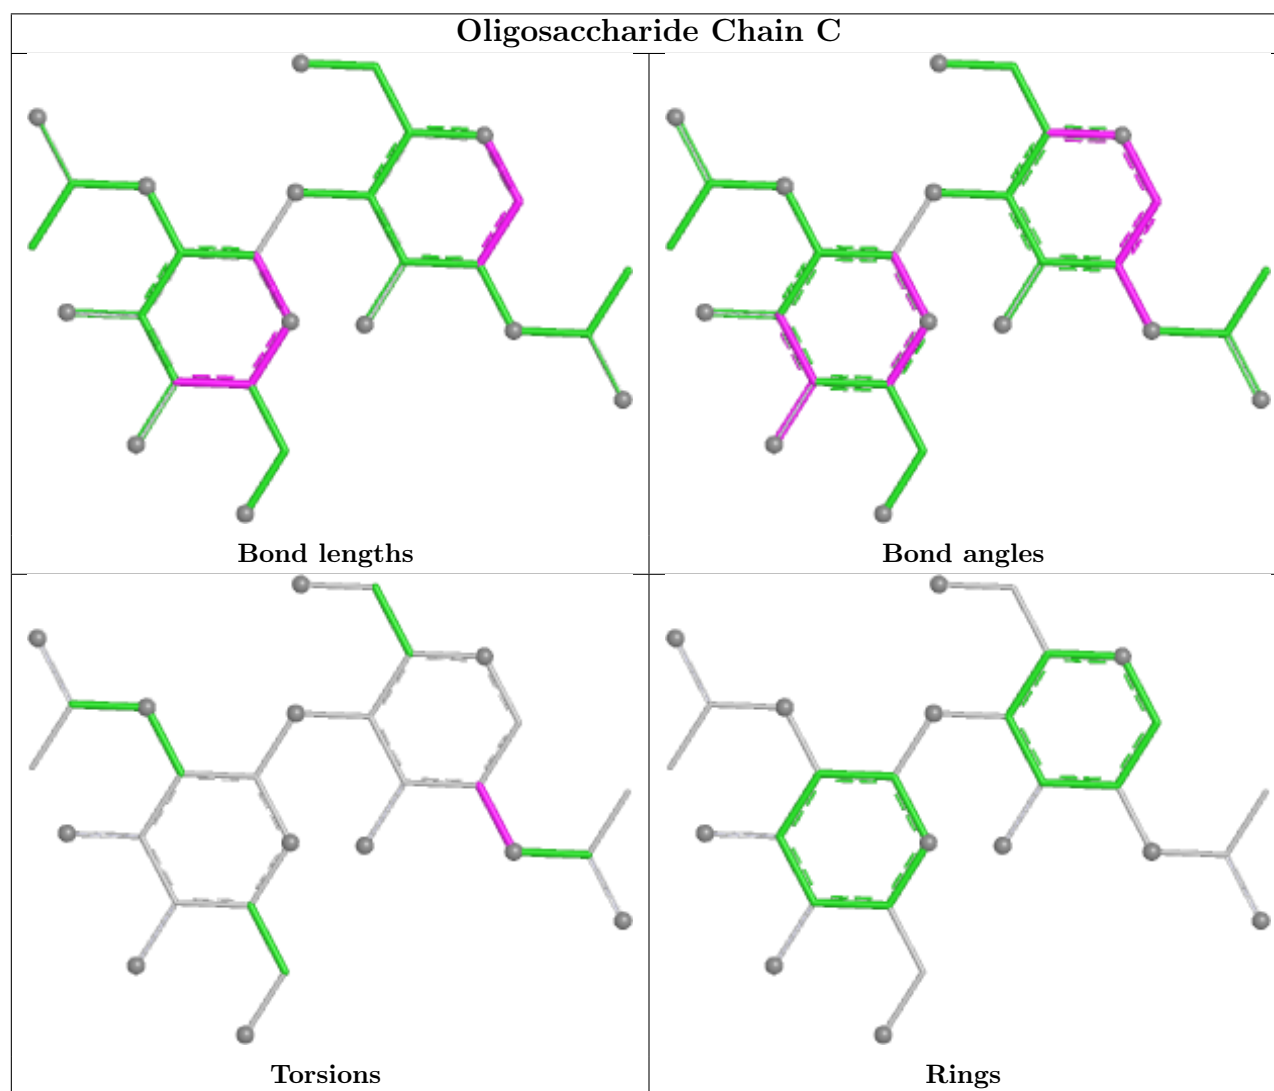 Oligosaccharide Chain C
Bond lengths
Bond angles
Torsions
Rings